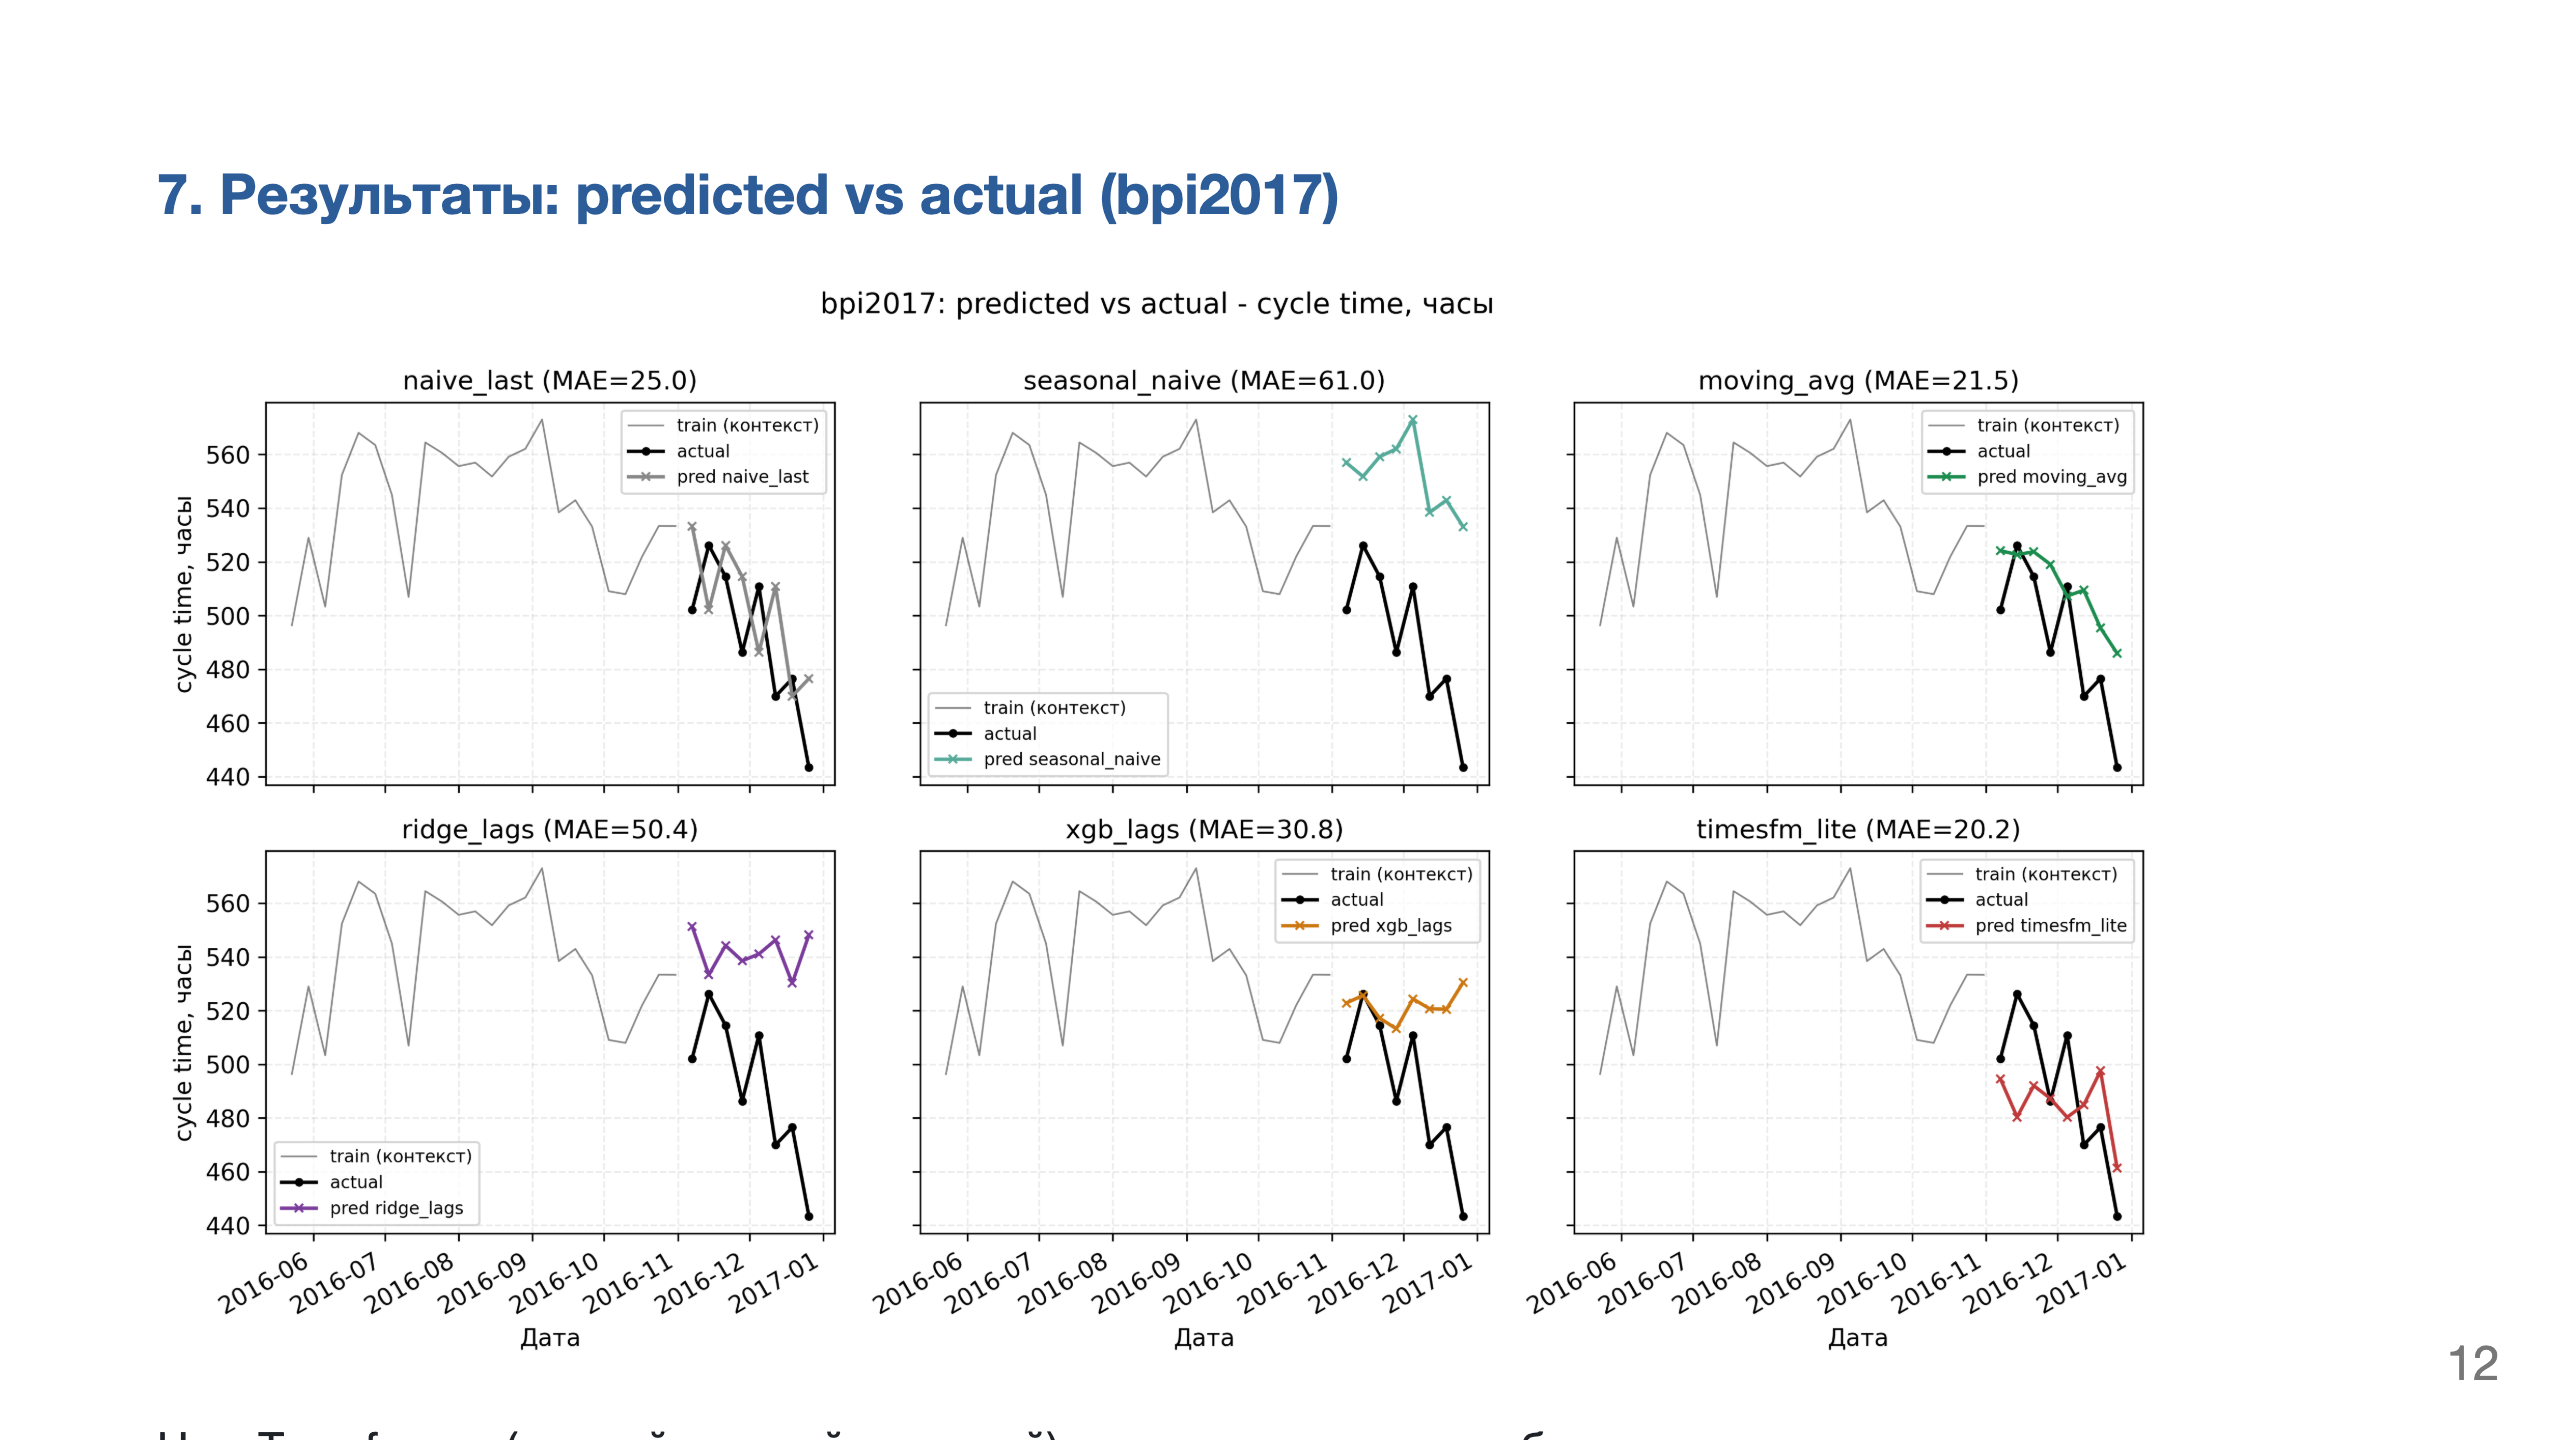 7. Результаты: predicted vs actual (bpi2017)
bpi2017: predicted vs actual - cycle time, часы
naive_last (MAE=25.0)
cycle time, часы
560
540
520
500
480
460
440
train (контекст)
actual
pred naive_last
seasonal_naive (MAE=61.0)
train (контекст)
actual
pred seasonal_naive
moving_avg (MAE=21.5)
train (контекст)
actual
pred moving_avg
ridge_lags (MAE=50.4)
cycle time, часы
560
540
520
500
480
460
440
train (контекст)
actual
pred ridge_lags
2016-06
2016-07
2016-08
2016-09
2016-10
2016-11
2016-12
2017-01
Дата
xgb_lags (MAE=30.8)
train (контекст)
actual
pred xgb_lags
2016-06
2016-07
2016-08
2016-09
2016-10
2016-11
2016-12
2017-01
Дата
timesfm_lite (MAE=20.2)
train (контекст)
actual
pred timesfm_lite
2016-06
2016-07
2016-08
2016-09
2016-10
2016-11
2016-12
2017-01
Дата
12